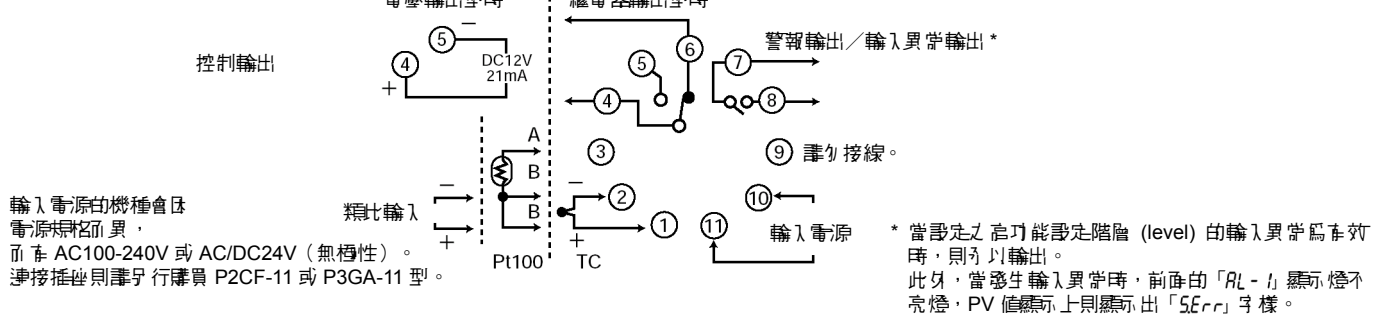 電壓輸出型時
繼電器輸出型時
控制輸出
DC12V
21mA
警報輸出／輸入異常輸出 *
− ⑤
④ +
⑤ ⑥ ⑦
④ ⑧
A
B
B
③
⑨ 請勿接線。
輸入電源的機種會因
電源規格而異，
而有 AC100-240V 或 AC/DC24V（無極性）。
連接插座則請另行購買 P2CF-11 或 P3GA-11 型。
類比輸入
−
+
Pt100
−
+
TC
②
①
⑩
⑪
輸入電源
* 當設定之高功能設定階層 (level) 的輸入異常為有效
時，則予以輸出。
此外，當發生輸入異常時，前面的「AL-1」顯示燈不
亮燈，PV 值顯示上則顯示出「S.Err」字樣。